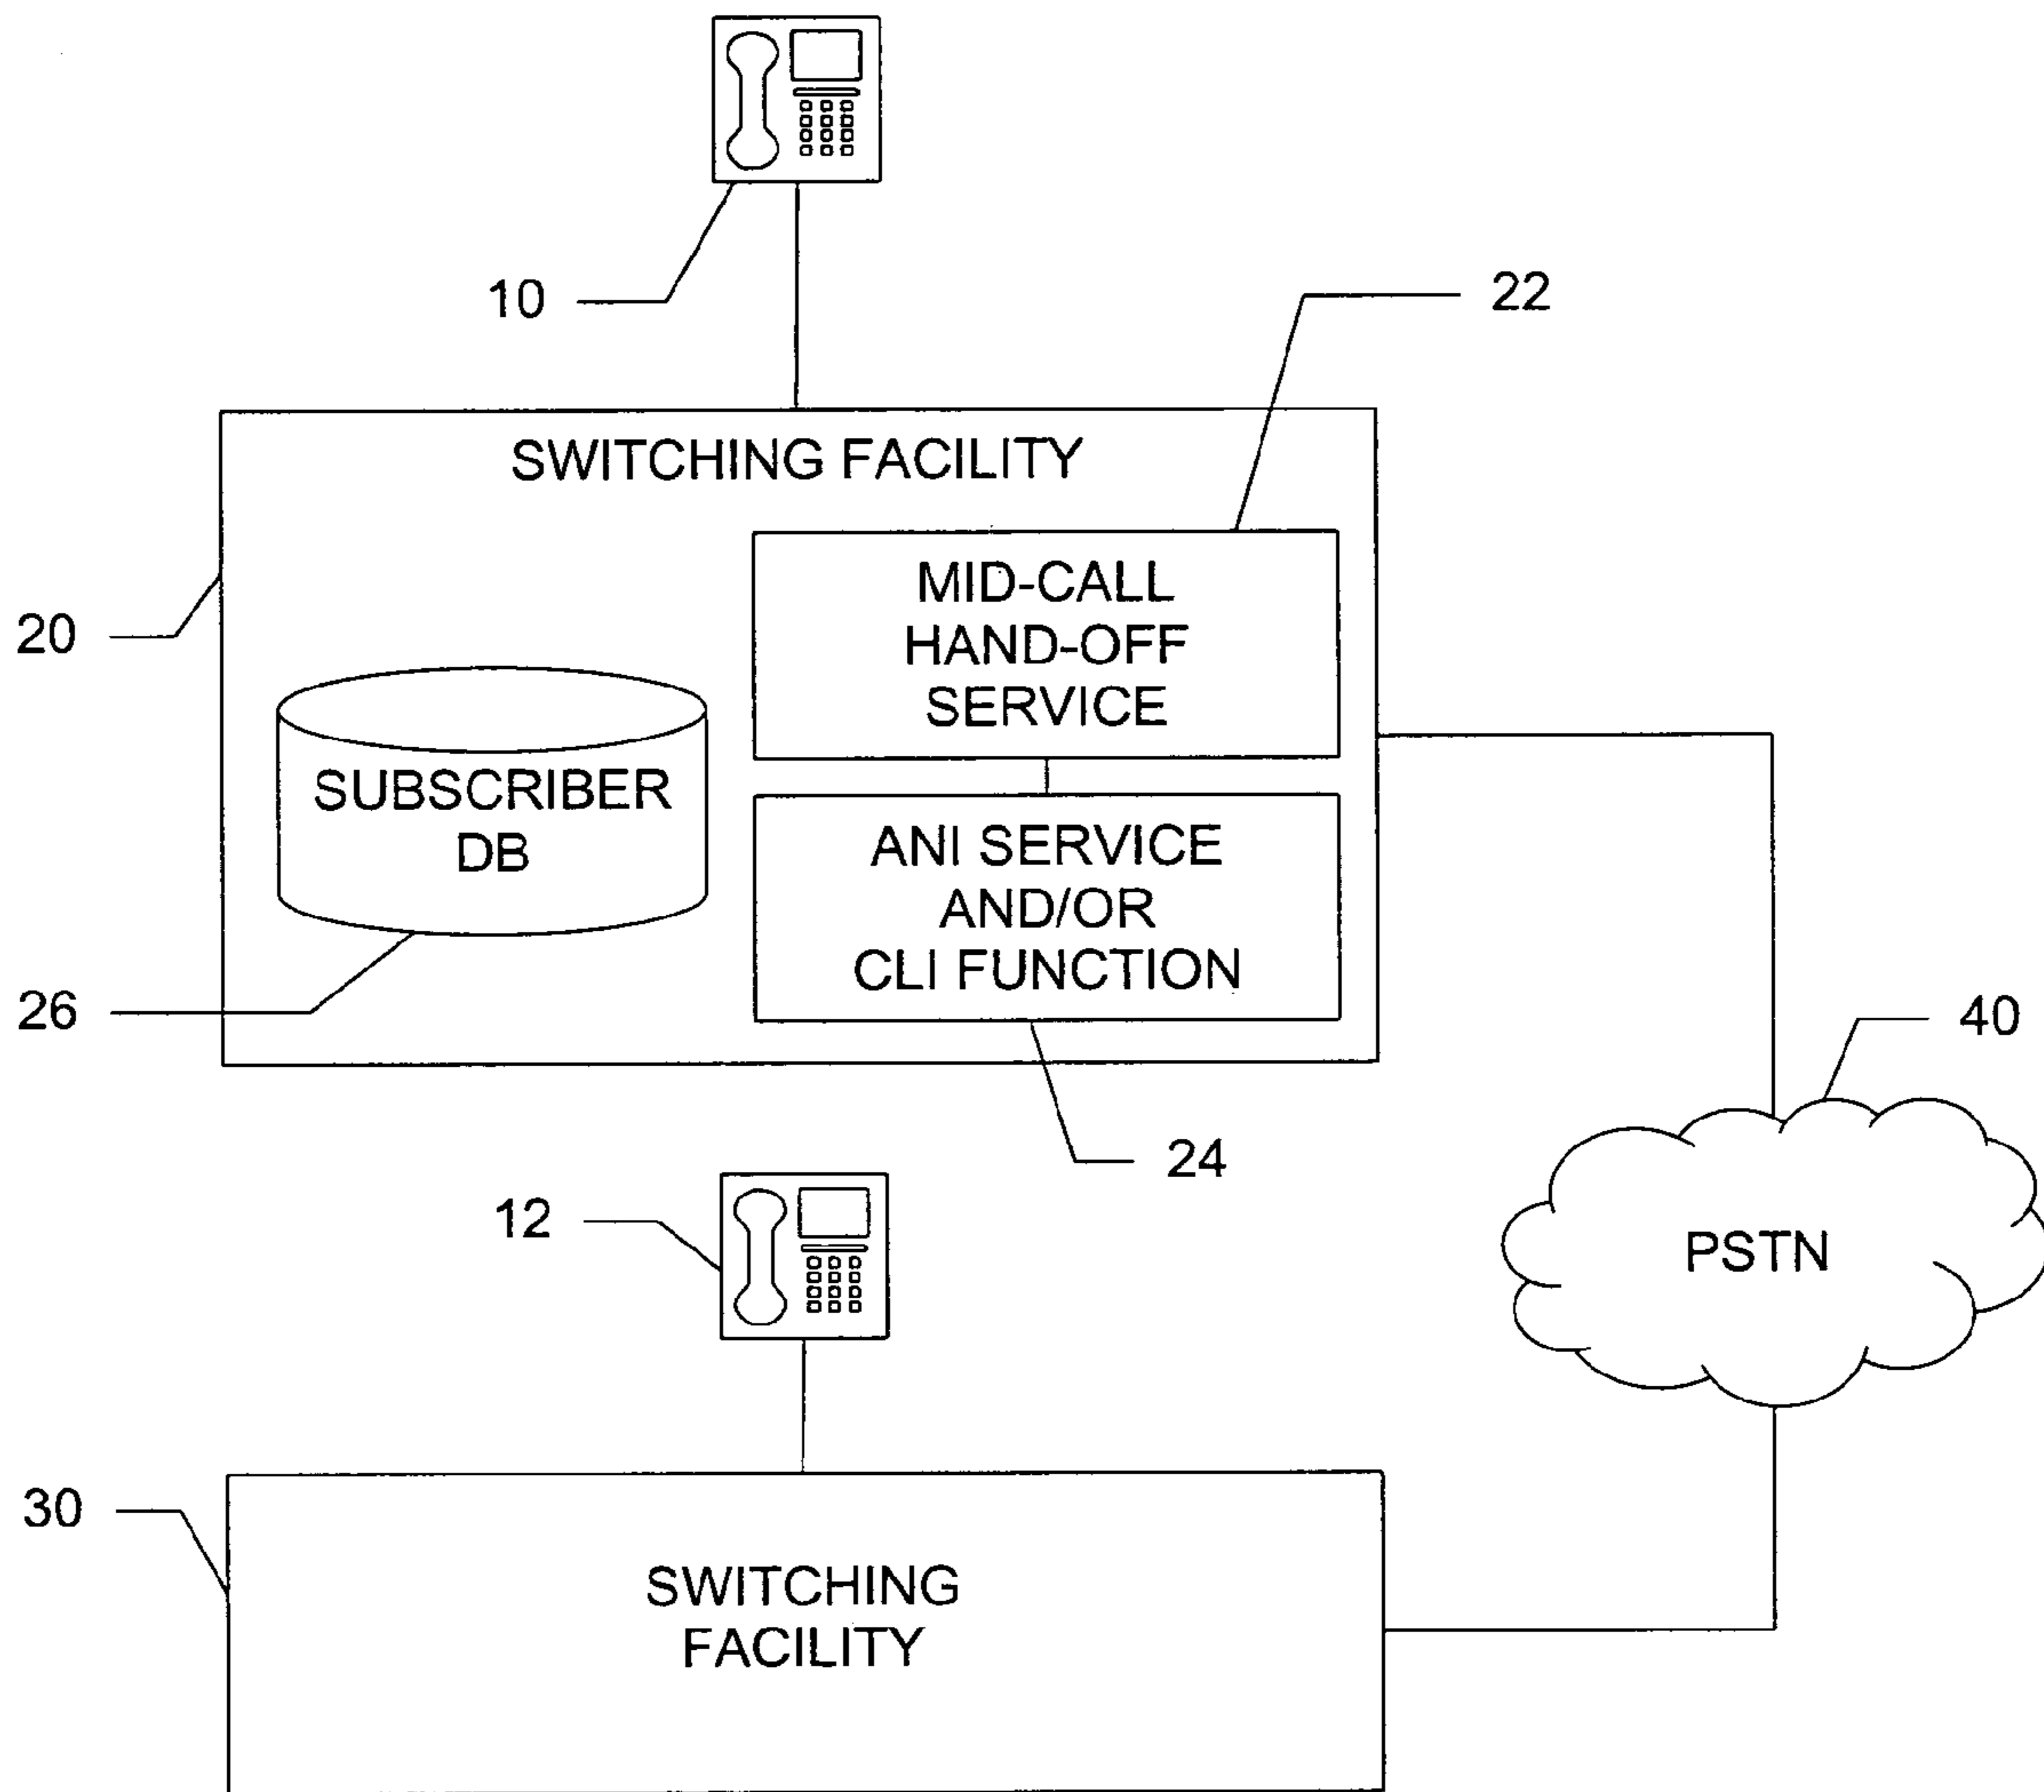 10
22
SWITCHING FACILITY
MID-CALL
HAND-OFF
SERVICE
20
SUBSCRIBER
DB
ANI SERVICE
AND/OR
CLI FUNCTION
26
40
24
12
PSTN
30
SWITCHING
FACILITY